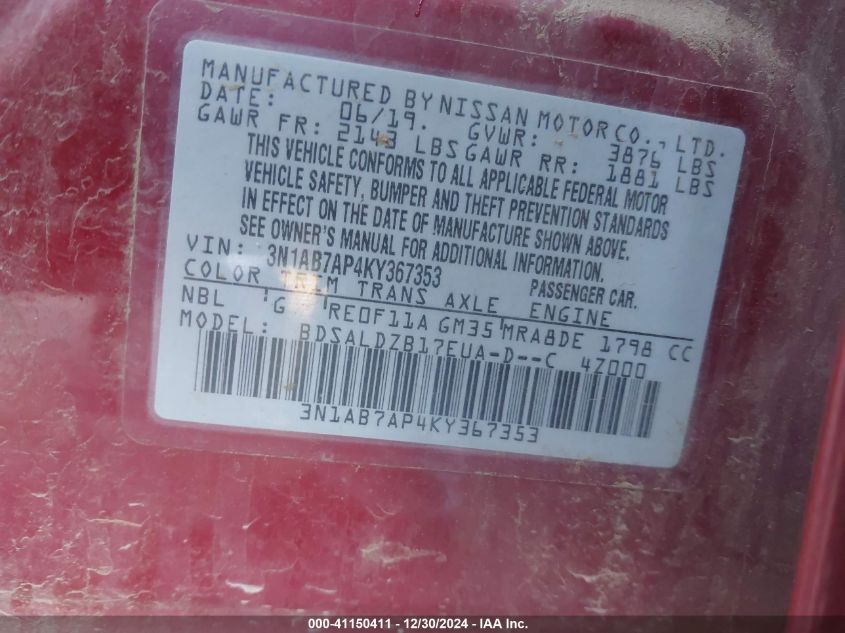 MANUFACTURED BY NISSAN MOTOR CO., LTD.
DATE: 06/19. GVWR: 3876 LBS
GAWR FR: 2143 LBS GAWR RR: 1881 LBS
THIS VEHICLE CONFORMS TO ALL APPLICABLE FEDERAL MOTOR
VEHICLE SAFETY, BUMPER AND THEFT PREVENTION STANDARDS
IN EFFECT ON THE DATE OF MANUFACTURE SHOWN ABOVE.
SEE OWNER'S MANUAL FOR ADDITIONAL INFORMATION.
VIN: 3N1AB7AP4KY367353 PASSENGER CAR.
COLOR TRIM TRANS AXLE ENGINE
NBL G RE0F11A GM35 MRA8DE 1798 CC
MODEL: BDSALDZB17EUA-D--C 4Z000
3N1AB7AP4KY367353
000-41150411 - 12/30/2024 - IAA Inc.